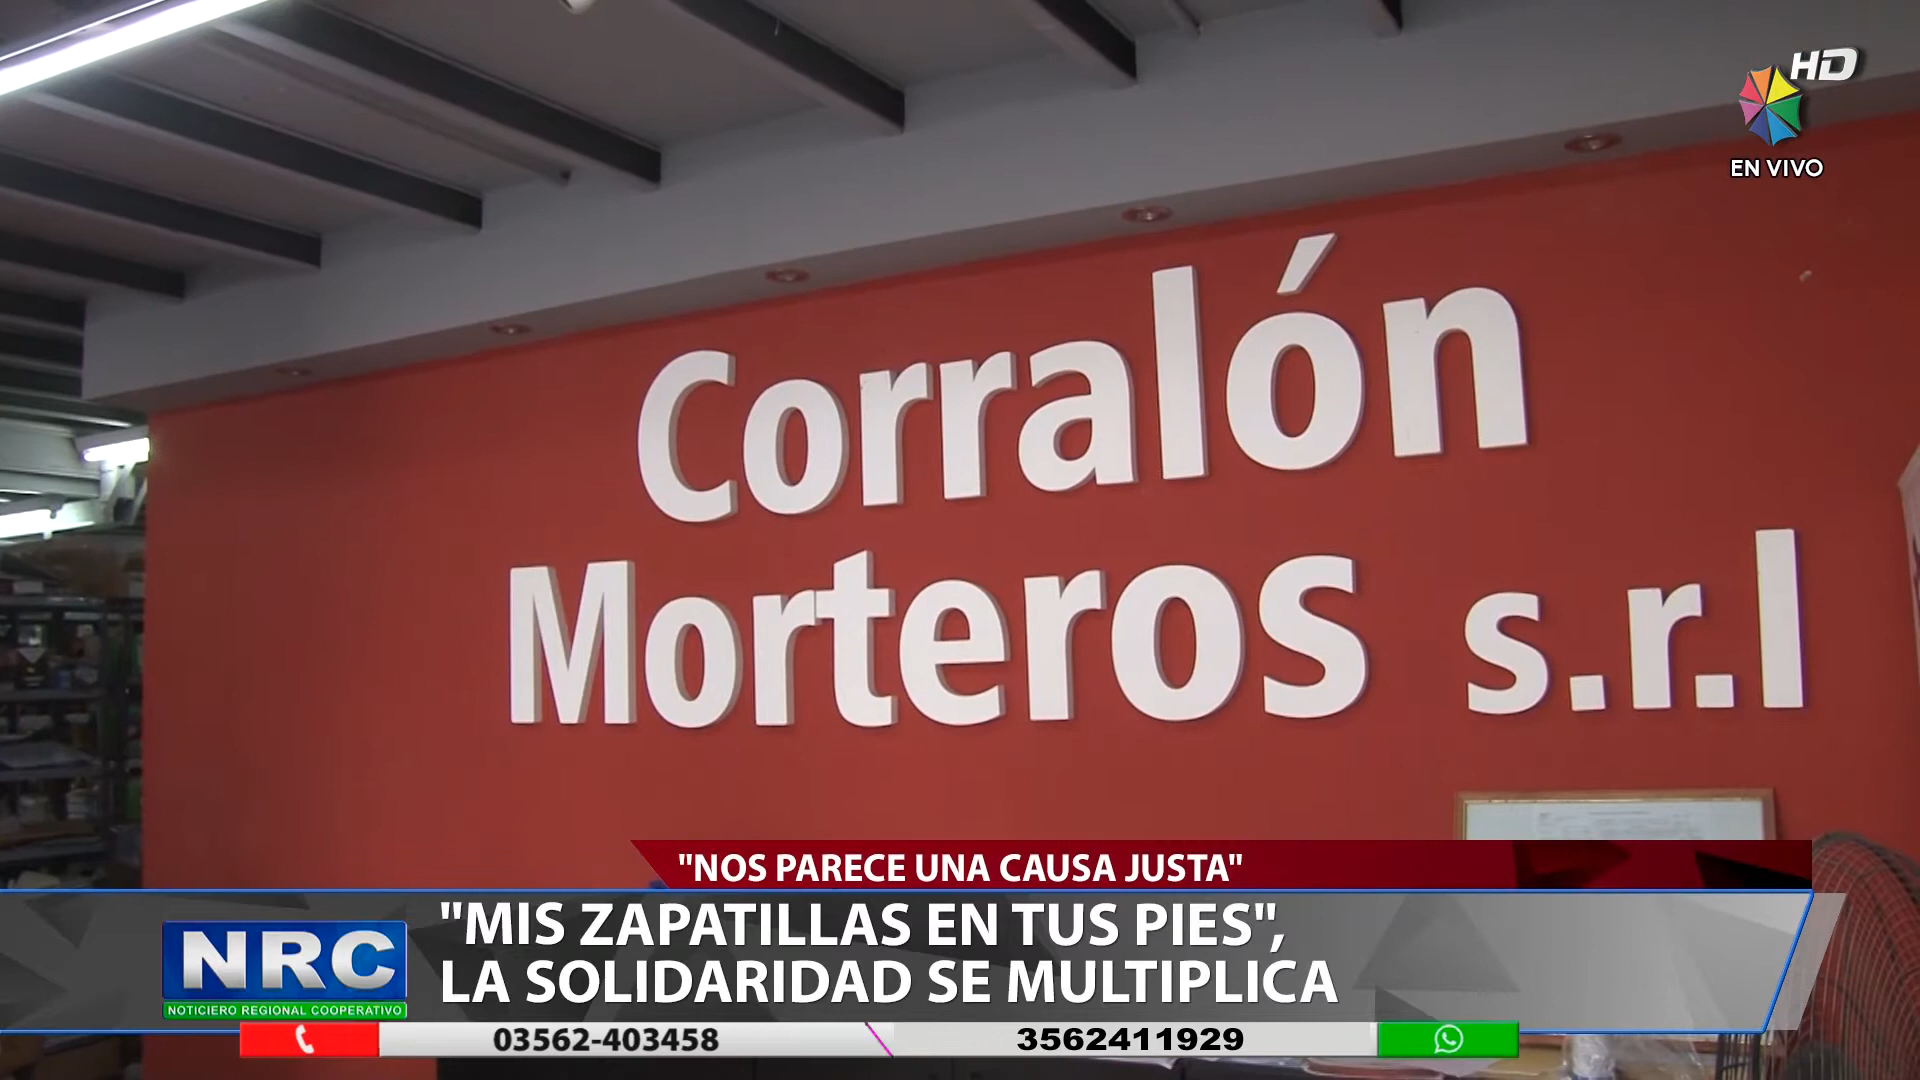 HD
EN VIVO
Corralón
Morteros s.r.l
"NOS PARECE UNA CAUSA JUSTA"
"MIS ZAPATILLAS EN TUS PIES",
LA SOLIDARIDAD SE MULTIPLICA
NRC
NOTICIERO REGIONAL COOPERATIVO
03562-403458
3562411929